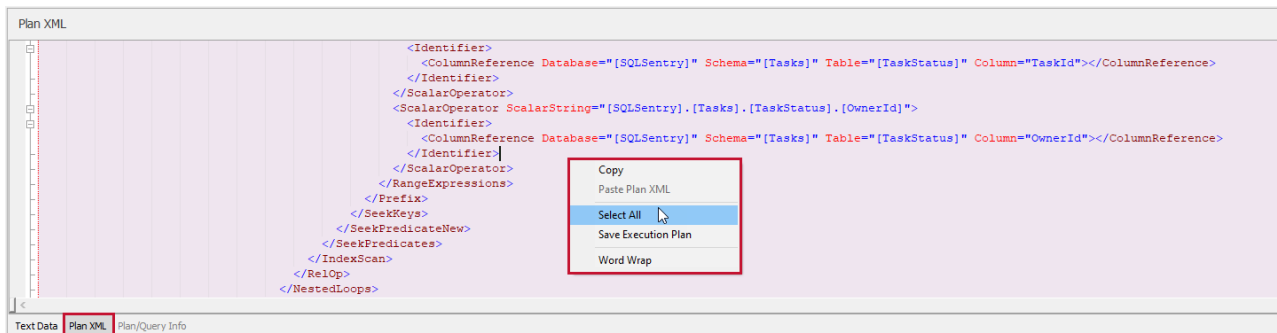 Plan XML
<Identifier>
<ColumnReference Database="[SQLSentry]" Schema="[Tasks]" Table="[TaskStatus]" Column="TaskId"></ColumnReference>
</Identifier>
</ScalarOperator>
<ScalarOperator ScalarString="[SQLSentry].[Tasks].[TaskStatus].[OwnerId]">
<Identifier>
<ColumnReference Database="[SQLSentry]" Schema="[Tasks]" Table="[TaskStatus]" Column="OwnerId"></ColumnReference>
</Identifier>
</ScalarOperator>
</RangeExpressions>
</Prefix>
</SeekKeys>
</SeekPredicateNew>
</SeekPredicates>
</IndexScan>
</RelOp>
</NestedLoops>
Copy
Paste Plan XML
Select All
Save Execution Plan
Word Wrap
Text Data Plan XML Plan/Query Info